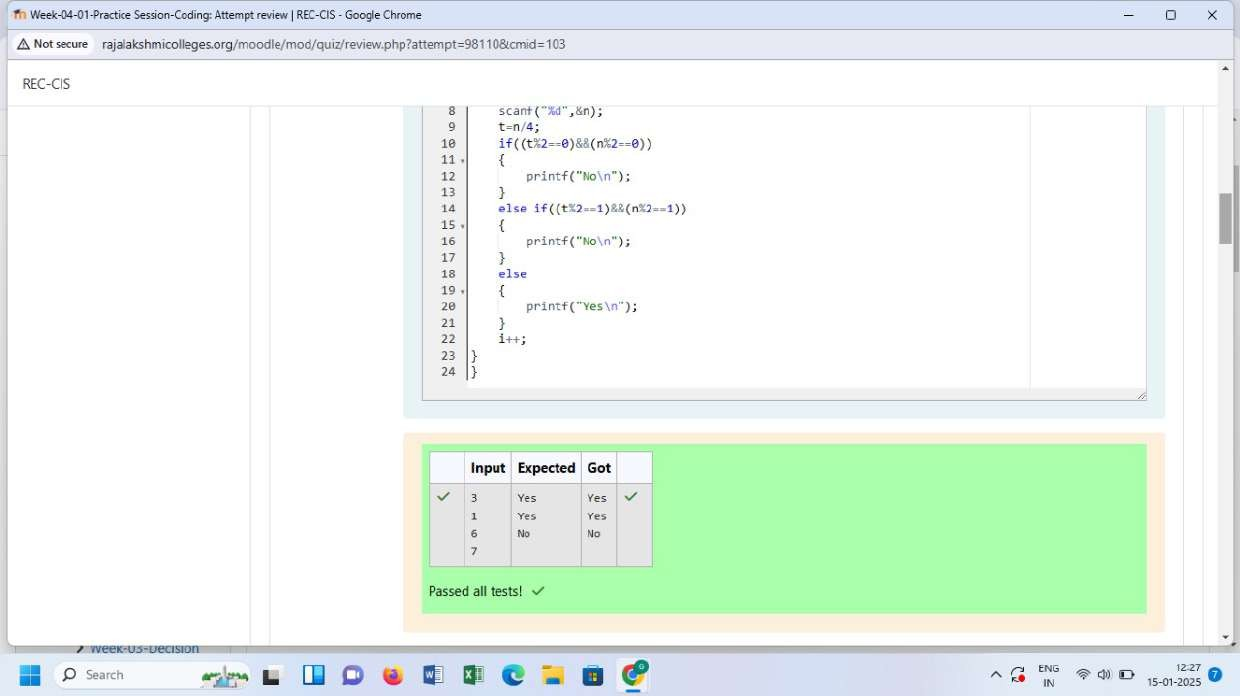 Week-04-01-Practice Session-Coding: Attempt review | REC-CIS - Google Chrome
Not secure rajalakshmicolleges.org/moodle/mod/quiz/review.php?attempt=98110&cmid=103
REC-CIS
8 scanf("%d",&n);
9 t=n/4;
10 if((t%2==0)&&(n%2==0))
11 {
12 printf("No\n");
13 }
14 else if((t%2==1)&&(n%2==1))
15 {
16 printf("No\n");
17 }
18 else
19 {
20 printf("Yes\n");
21 }
22 i++;
23 }
24 }
Input Expected Got
3 Yes Yes
1 Yes Yes
6 No No
7
Passed all tests!
Week-03-Decision
Search
ENG
IN
12:27
15-01-2025
7